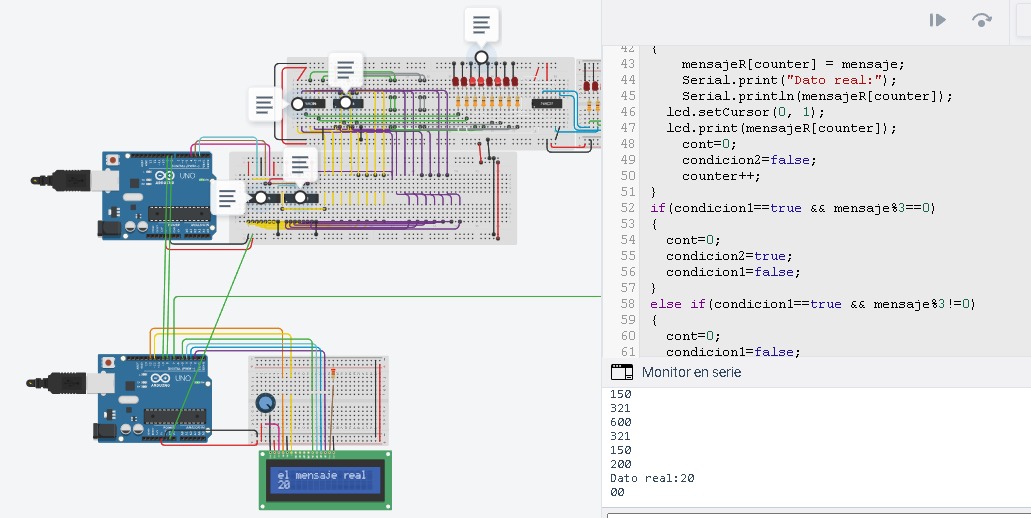 42 {
43 mensajeR[counter] = mensaje;
44 Serial.print("Dato real:");
45 Serial.println(mensajeR[counter]);
46 lcd.setCursor(0, 1);
47 lcd.print(mensajeR[counter]);
48 cont=0;
49 condicion2=false;
50 counter++;
51 }
52 if(condicion1==true && mensaje%3==0)
53 {
54 cont=0;
55 condicion2=true;
56 condicion1=false;
57 }
58 else if(condicion1==true && mensaje%3!=0)
59 {
60 cont=0;
61 condicion1=false;
Monitor en serie
150
321
600
321
150
200
Dato real:20
00
UNO
UNO
el mensaje real
20